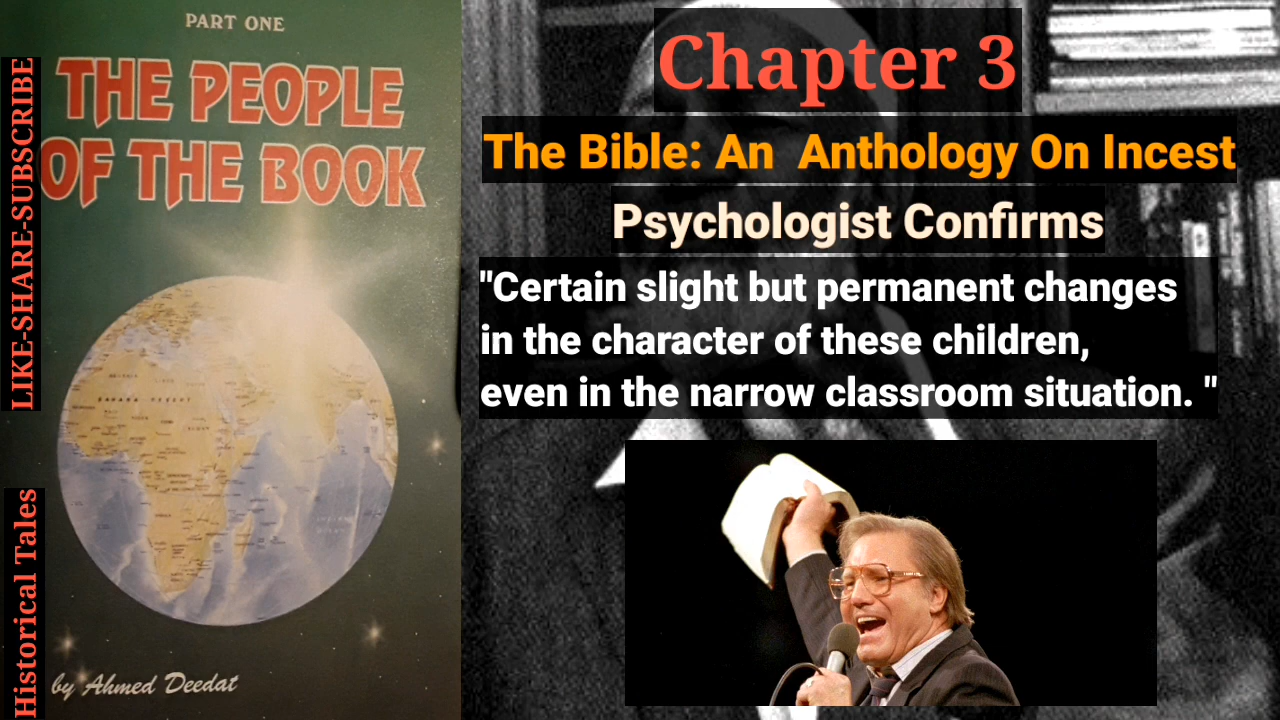 PART ONE
THE PEOPLE
OF THE BOOK
by Ahmed Deedat
LIKE-SHARE-SUBSCRIBE
Historical Tales
Chapter 3
The Bible: An Anthology On Incest
Psychologist Confirms
"Certain slight but permanent changes
in the character of these children,
even in the narrow classroom situation. "